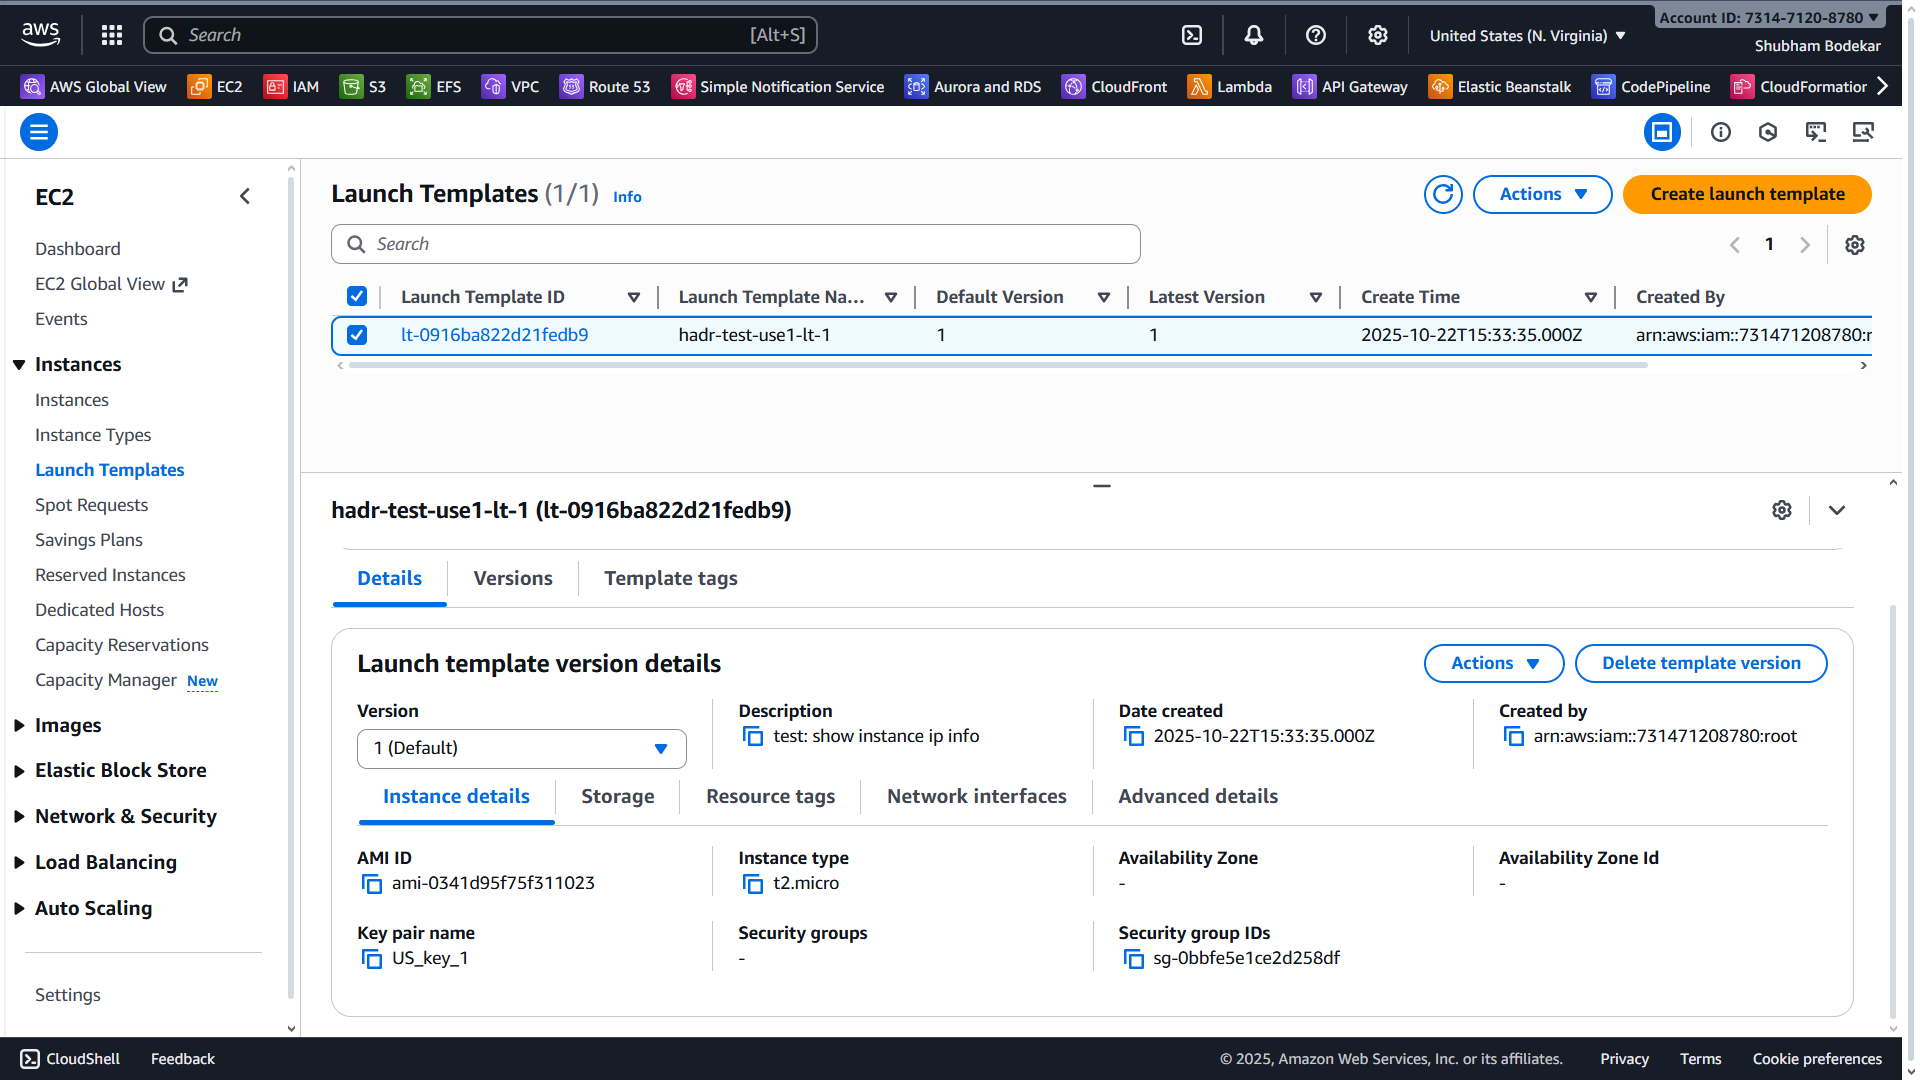 aws
Search [Alt+S]
United States (N. Virginia)
Account ID: 7314-7120-8780
Shubham Bodekar
AWS Global View EC2 IAM S3 EFS VPC Route 53 Simple Notification Service Aurora and RDS CloudFront Lambda API Gateway Elastic Beanstalk CodePipeline CloudFormation
EC2
Dashboard
EC2 Global View
Events
Instances
Instances
Instance Types
Launch Templates
Spot Requests
Savings Plans
Reserved Instances
Dedicated Hosts
Capacity Reservations
Capacity Manager New
Images
Elastic Block Store
Network & Security
Load Balancing
Auto Scaling
Settings
Launch Templates (1/1) Info
Actions
Create launch template
Search
1
Launch Template ID Launch Template Na... Default Version Latest Version Create Time Created By
lt-0916ba822d21fedb9 hadr-test-use1-lt-1 1 1 2025-10-22T15:33:35.000Z arn:aws:iam::731471208780:r
hadr-test-use1-lt-1 (lt-0916ba822d21fedb9)
Details Versions Template tags
Launch template version details
Actions
Delete template version
Version Description Date created Created by
1 (Default) test: show instance ip info 2025-10-22T15:33:35.000Z arn:aws:iam::731471208780:root
Instance details Storage Resource tags Network interfaces Advanced details
AMI ID Instance type Availability Zone Availability Zone Id
ami-0341d95f75f311023 t2.micro - -
Key pair name Security groups Security group IDs
US_key_1 - sg-0bbfe5e1ce2d258df
CloudShell Feedback
© 2025, Amazon Web Services, Inc. or its affiliates. Privacy Terms Cookie preferences